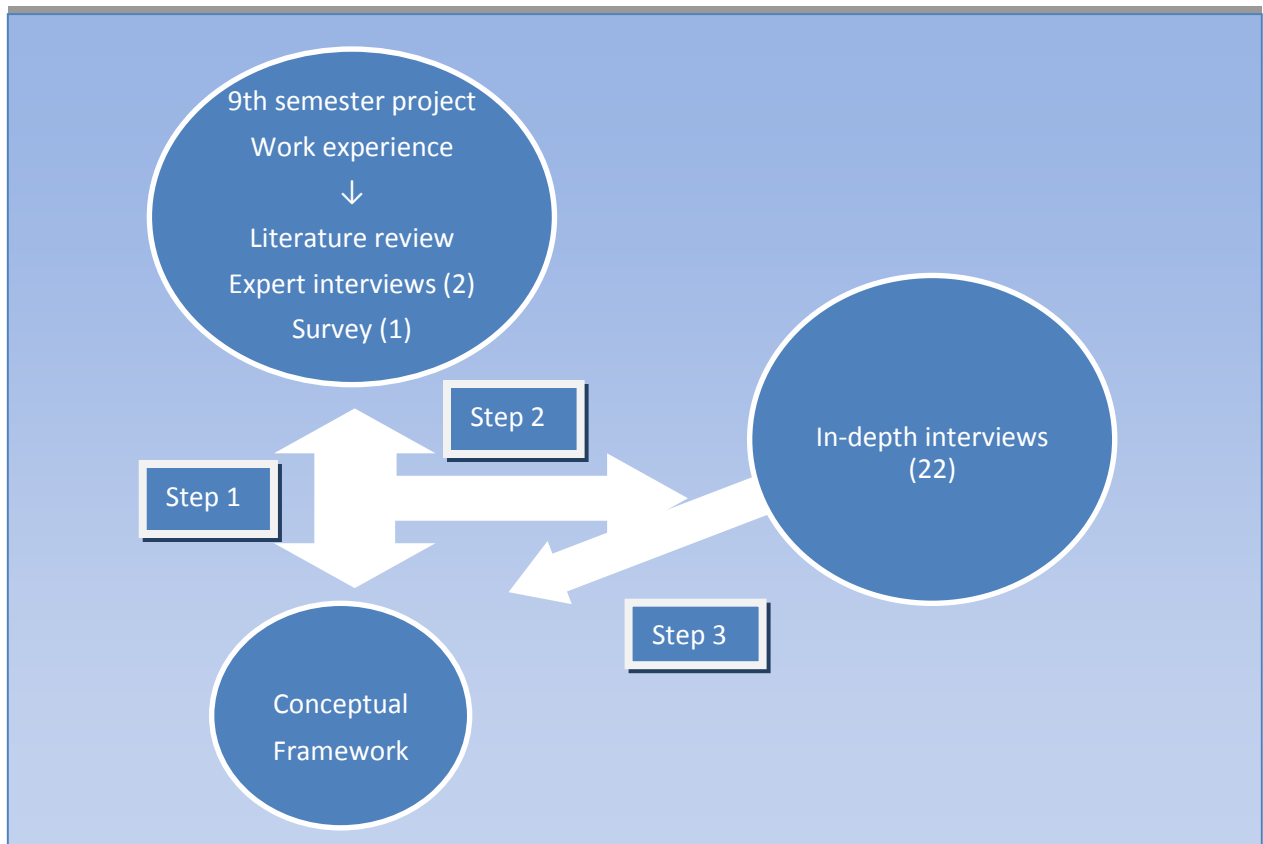 9th semester project
Work experience
↓
Literature review
Expert interviews (2)
Survey (1)
Step 2
In-depth interviews
(22)
Step 1
Step 3
Conceptual
Framework